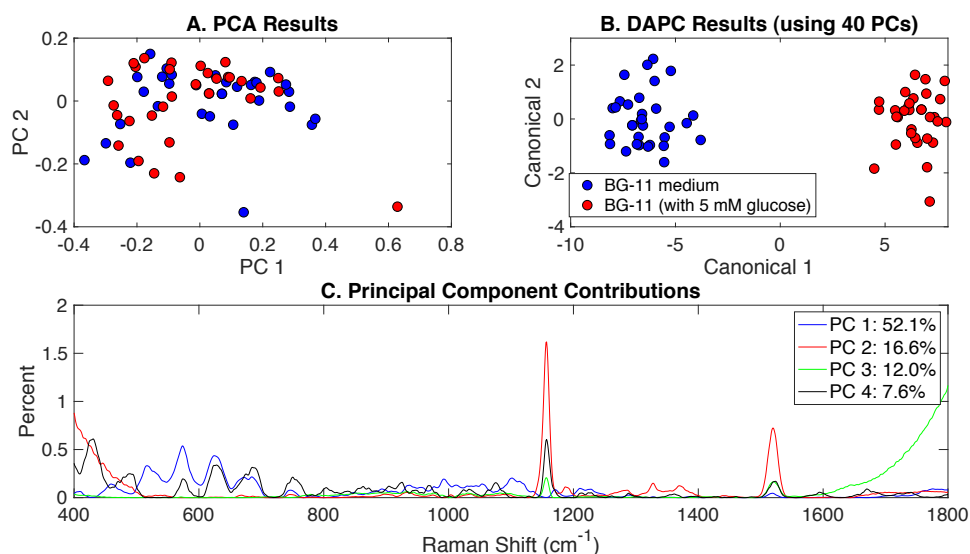 A. PCA Results
0.2
0
-0.2
-0.4
PC 2
-0.4
-0.2
0
0.2
0.4
0.6
0.8
PC 1
B. DAPC Results (using 40 PCs)
2
0
-2
-4
Canonical 2
BG-11 medium
BG-11 (with 5 mM glucose)
-10
-5
0
5
Canonical 1
C. Principal Component Contributions
2
1.5
1
0.5
0
Percent
PC 1: 52.1%
PC 2: 16.6%
PC 3: 12.0%
PC 4: 7.6%
400
600
800
1000
1200
1400
1600
1800
Raman Shift (cm⁻¹)